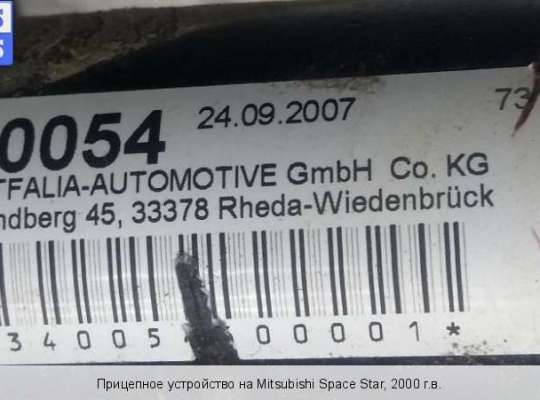 0054 24.09.2007 73
TFALIA-AUTOMOTIVE GmbH Co. KG
ndberg 45, 33378 Rheda-Wiedenbrück
34005 00001*
Прицепное устройство на Mitsubishi Space Star, 2000 г.в.